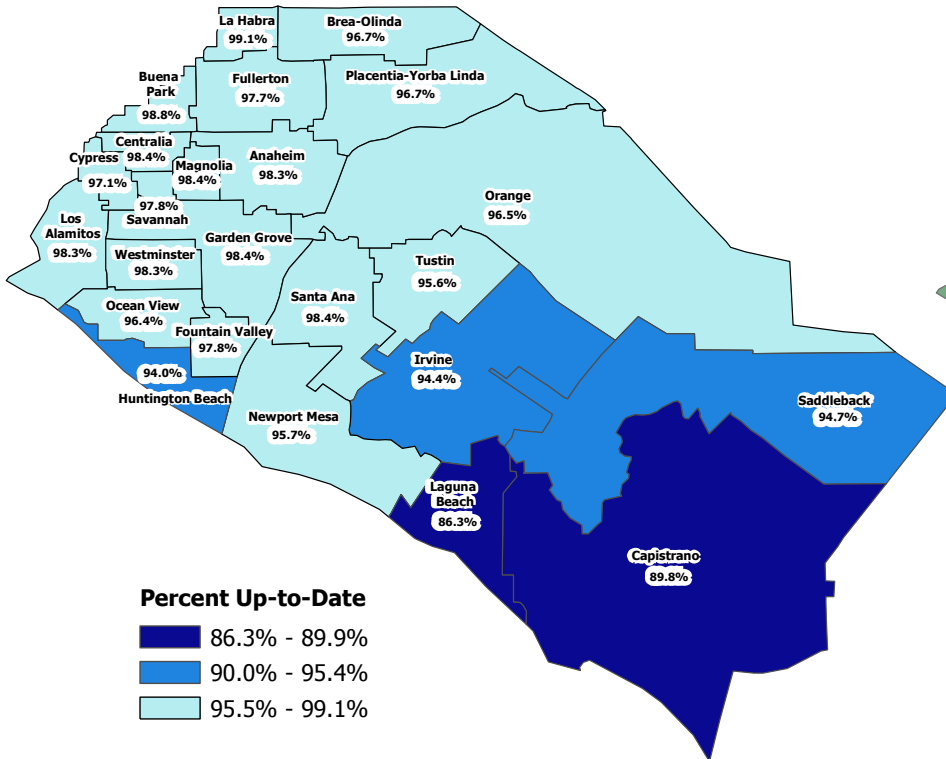 La Habra
99.1%
Brea-Olinda
96.7%
Buena
Park
98.8%
Fullerton
97.7%
Placentia-Yorba Linda
96.7%
Centralia
98.4%
Cypress
97.1%
Magnolia
98.4%
Anaheim
98.3%
97.8%
Savannah
Orange
96.5%
Los
Alamitos
98.3%
Garden Grove
98.4%
Westminster
98.3%
Tustin
95.6%
Santa Ana
98.4%
Ocean View
96.4%
Fountain Valley
97.8%
94.0%
Huntington Beach
Irvine
94.4%
Newport Mesa
95.7%
Saddleback
94.7%
Laguna
Beach
86.3%
Capistrano
89.8%
Percent Up-to-Date
86.3% - 89.9%
90.0% - 95.4%
95.5% - 99.1%